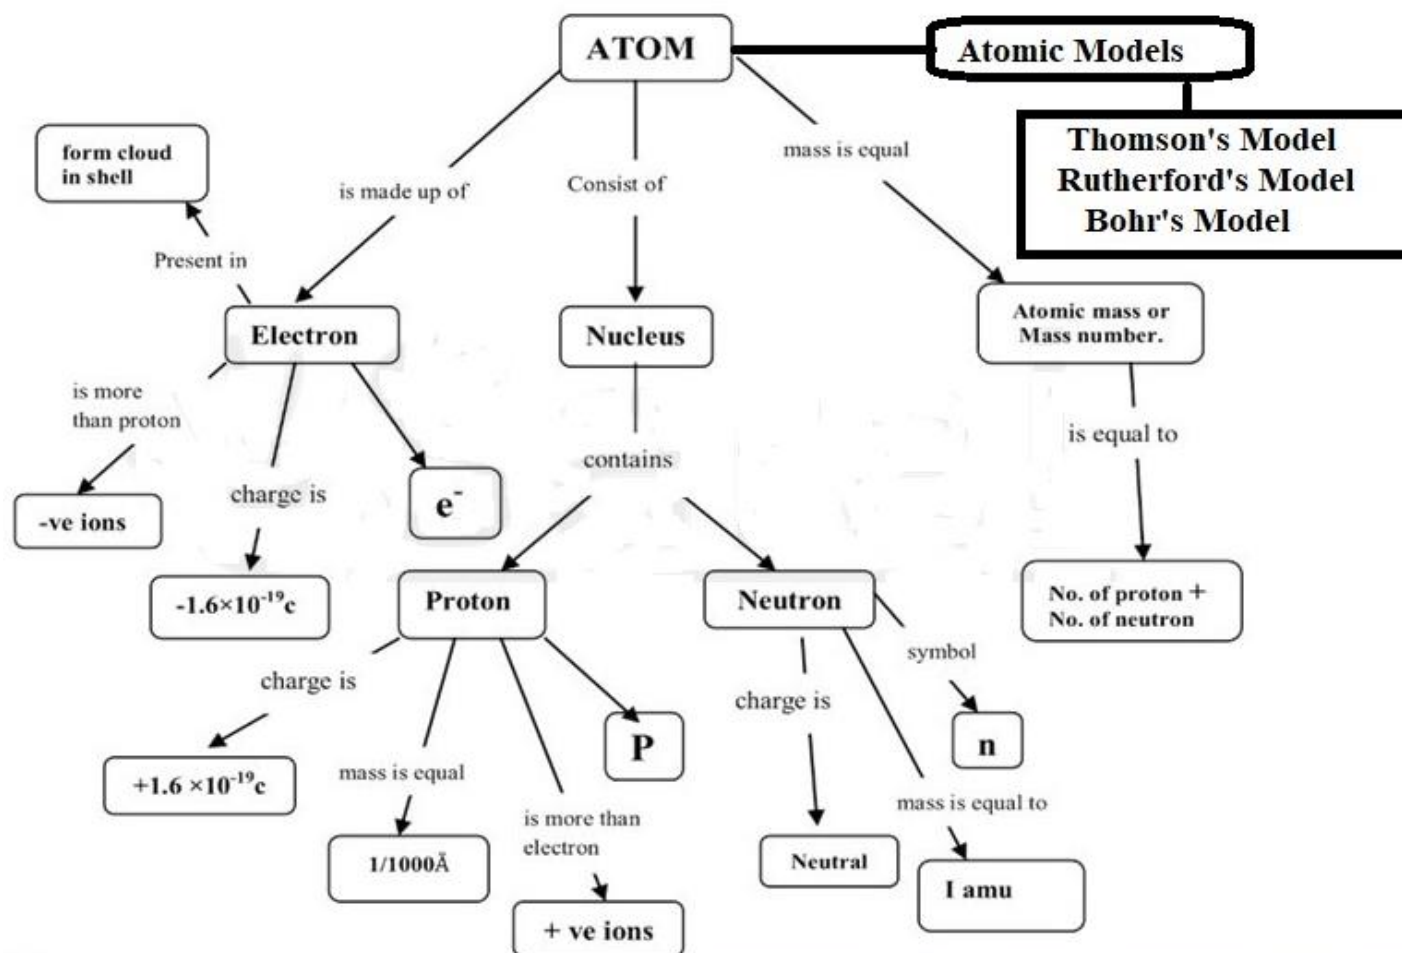 ATOM
Atomic Models
Thomson's Model
Rutherford's Model
Bohr's Model
form cloud
in shell
is made up of
Consist of
mass is equal
Present in
Electron
Nucleus
Atomic mass or
Mass number.
is more
than proton
charge is
e⁻
contains
is equal to
-ve ions
-1.6×10⁻¹⁹c
Proton
Neutron
No. of proton +
No. of neutron
charge is
mass is equal
is more than
electron
P
charge is
symbol
n
mass is equal to
+1.6 ×10⁻¹⁹c
1/1000Ā
+ ve ions
Neutral
I amu